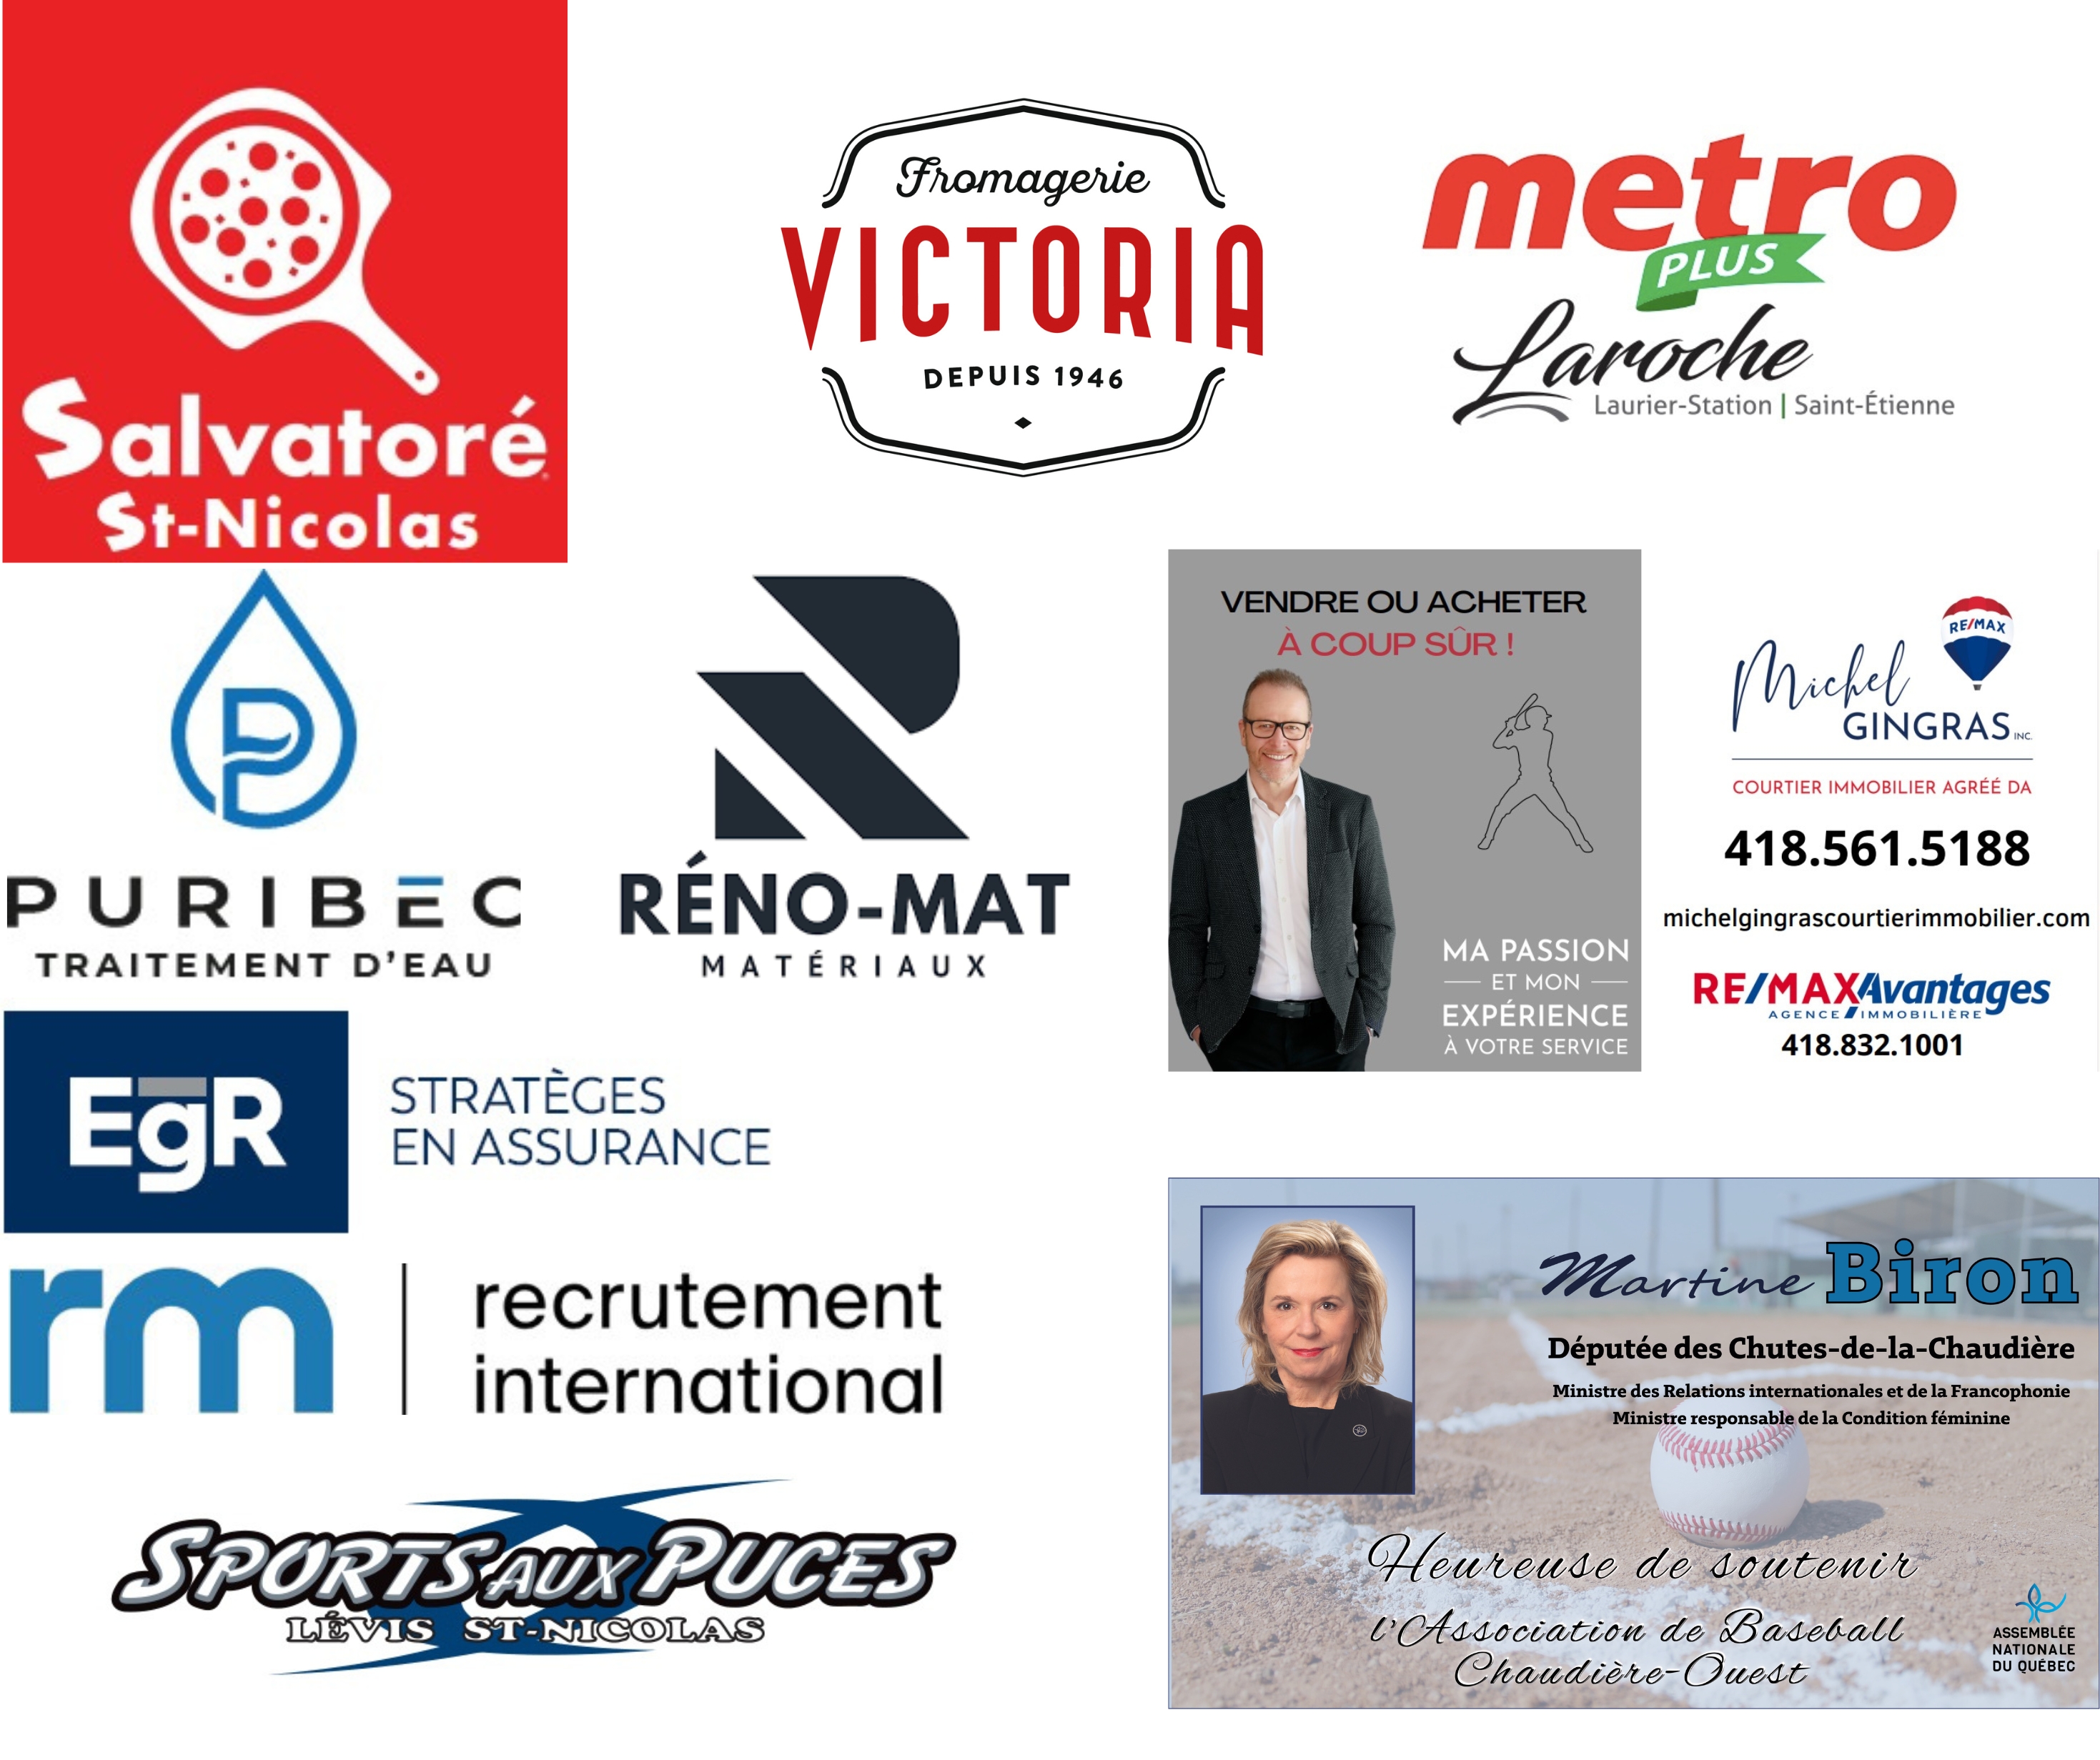 Salvatoré
St-Nicolas
Fromagerie
VICTORIA
DEPUIS 1946
metro
PLUS
Laroche
Laurier-Station | Saint-Étienne
PURIBEC
TRAITEMENT D'EAU
RÉNO-MAT
MATÉRIAUX
VENDRE OU ACHETER
À COUP SÛR !
MA PASSION
ET MON
EXPÉRIENCE
À VOTRE SERVICE
RE/MAX
Michel
GINGRAS INC.
COURTIER IMMOBILIER AGRÉÉ DA
418.561.5188
michelgingrascourtierimmobilier.com
RE/MAX Avantages
AGENCE IMMOBILIÈRE
418.832.1001
EgR
STRATÈGES
EN ASSURANCE
rm
recrutement
international
SPORTS AUX PUCES
LÉVIS ST-NICOLAS
Martine Biron
Députée des Chutes-de-la-Chaudière
Ministre des Relations internationales et de la Francophonie
Ministre responsable de la Condition féminine
Heureuse de soutenir
l'Association de Baseball
Chaudière-Ouest
ASSEMBLÉE
NATIONALE
DU QUÉBEC